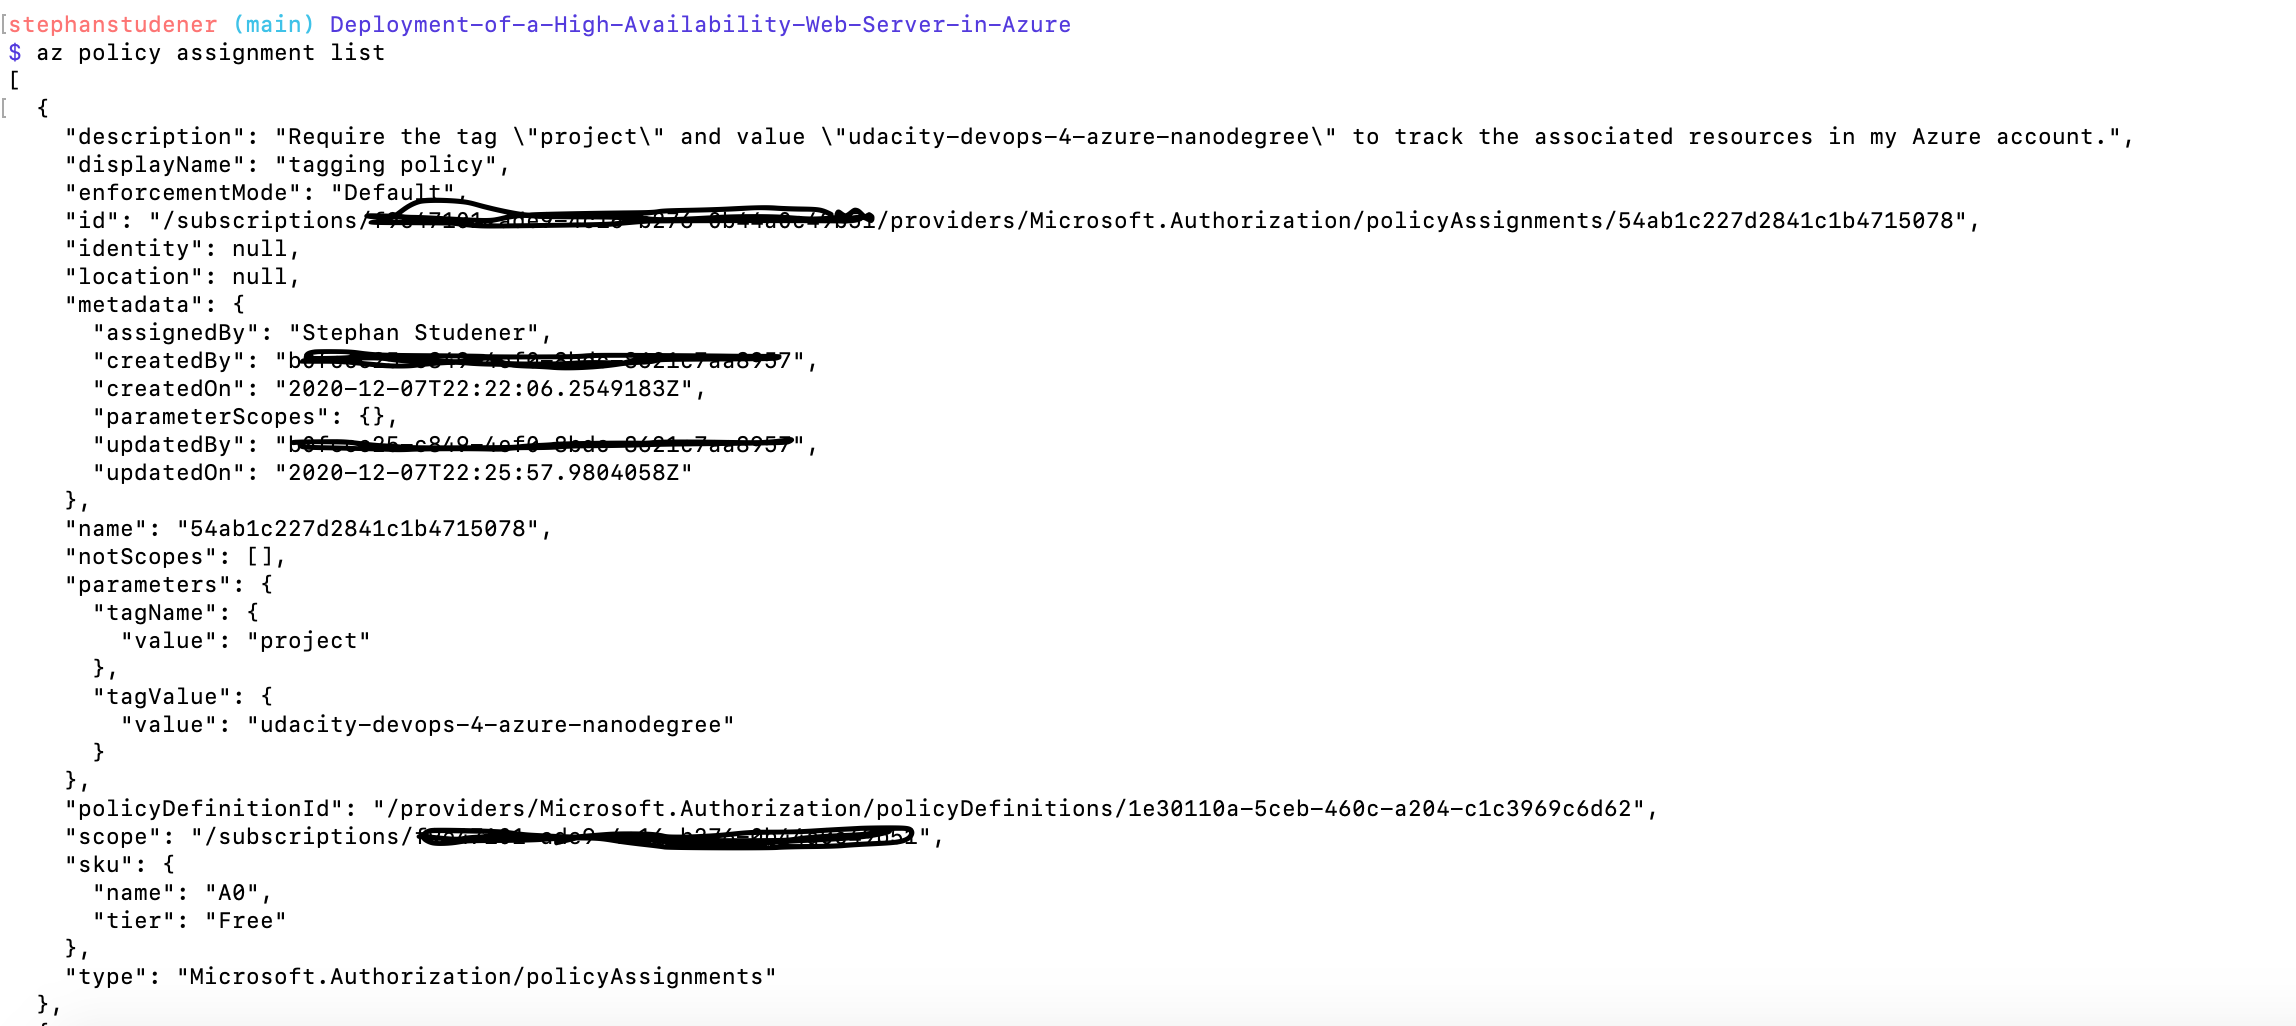 stephanstudener (main) Deployment-of-a-High-Availability-Web-Server-in-Azure
$ az policy assignment list
[
  {
    "description": "Require the tag \"project\" and value \"udacity-devops-4-azure-nanodegree\" to track the associated resources in my Azure account.",
    "displayName": "tagging policy",
    "enforcementMode": "Default",
    "id": "/subscriptions/ /providers/Microsoft.Authorization/policyAssignments/54ab1c227d2841c1b4715078",
    "identity": null,
    "location": null,
    "metadata": {
      "assignedBy": "Stephan Studener",
      "createdBy": " ",
      "createdOn": "2020-12-07T22:22:06.2549183Z",
      "parameterScopes": {},
      "updatedBy": " ",
      "updatedOn": "2020-12-07T22:25:57.9804058Z"
    },
    "name": "54ab1c227d2841c1b4715078",
    "notScopes": [],
    "parameters": {
      "tagName": {
        "value": "project"
      },
      "tagValue": {
        "value": "udacity-devops-4-azure-nanodegree"
      }
    },
    "policyDefinitionId": "/providers/Microsoft.Authorization/policyDefinitions/1e30110a-5ceb-460c-a204-c1c3969c6d62",
    "scope": "/subscriptions/ ",
    "sku": {
      "name": "A0",
      "tier": "Free"
    },
    "type": "Microsoft.Authorization/policyAssignments"
  },